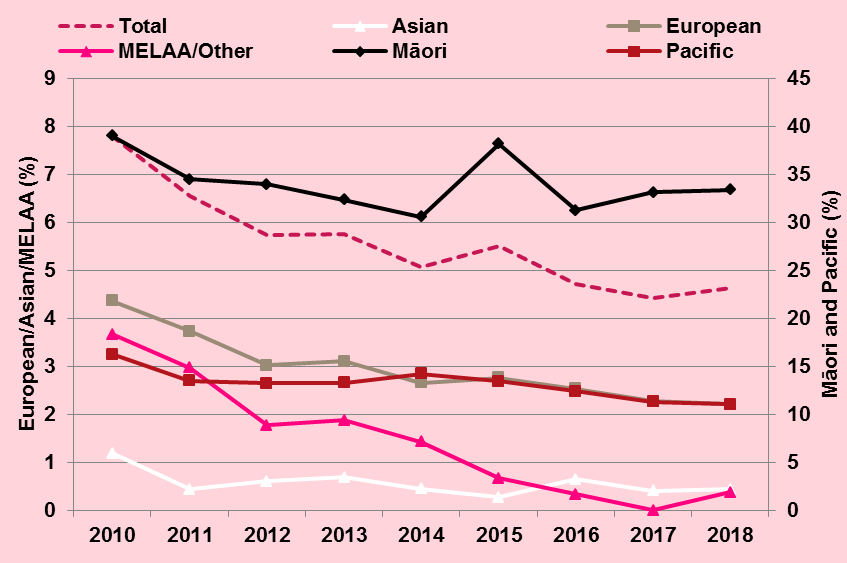 Total Asian European
MELAA/Other Māori Pacific
9 45
8 40
7 35
6 30
5 25
4 20
3 15
2 10
1 5
0 0
European/Asian/MELAA (%)
Māori and Pacific (%)
2010 2011 2012 2013 2014 2015 2016 2017 2018